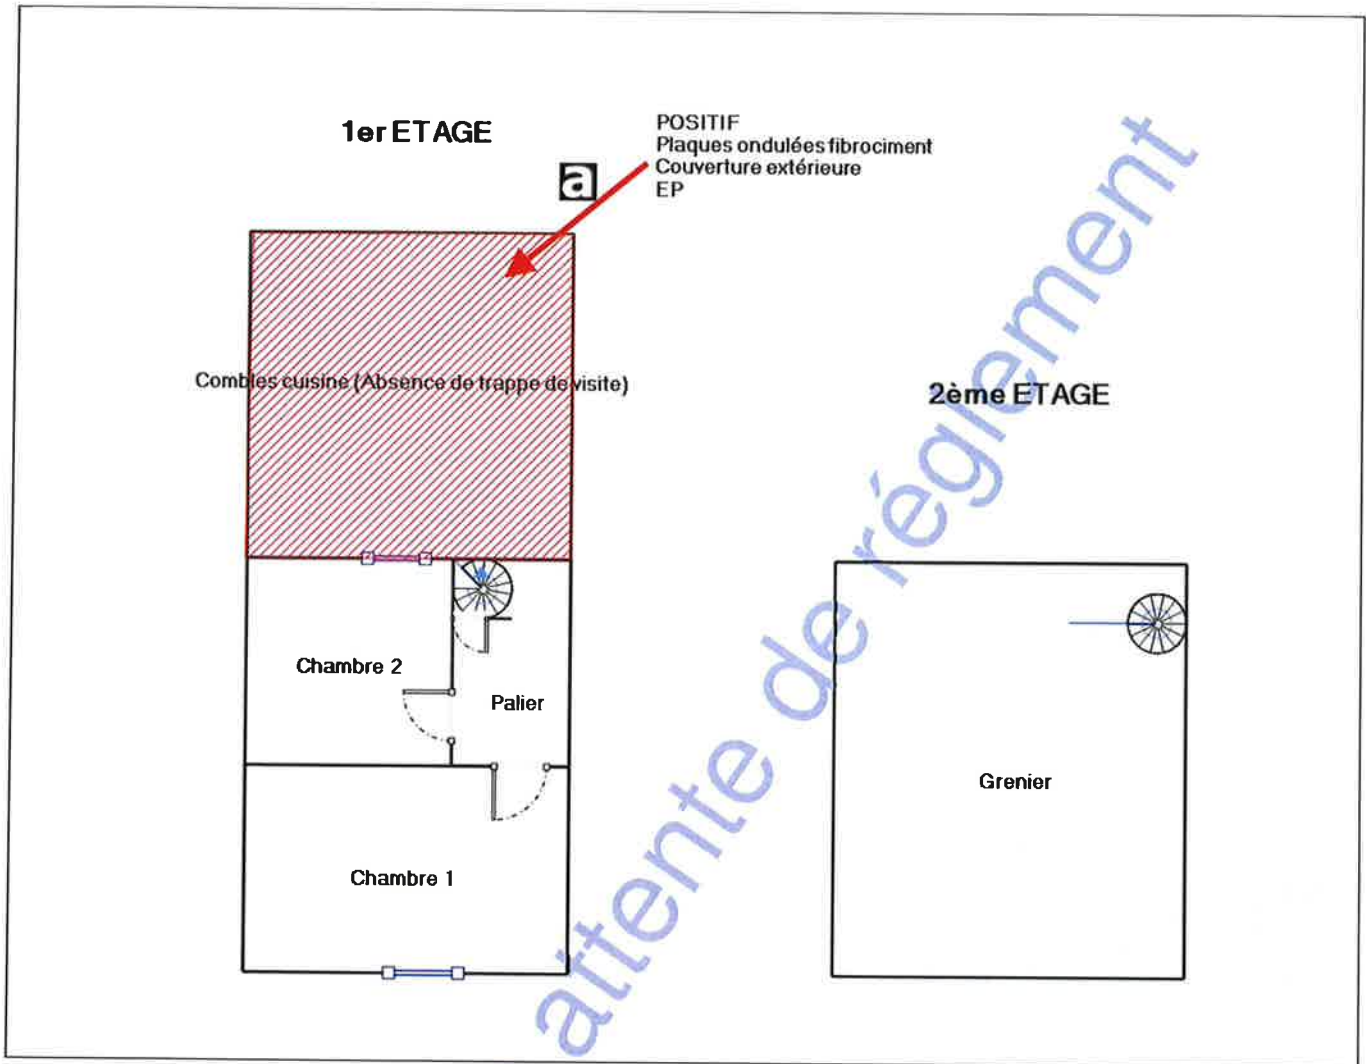 1er ETAGE
POSITIF
Plaques ondulées fibrociment
Couverture extérieure
EP
a
Combles cuisine (Absence de trappe de visite)
2ème ETAGE
Chambre 2
Palier
Grenier
Chambre 1
attente de réglement